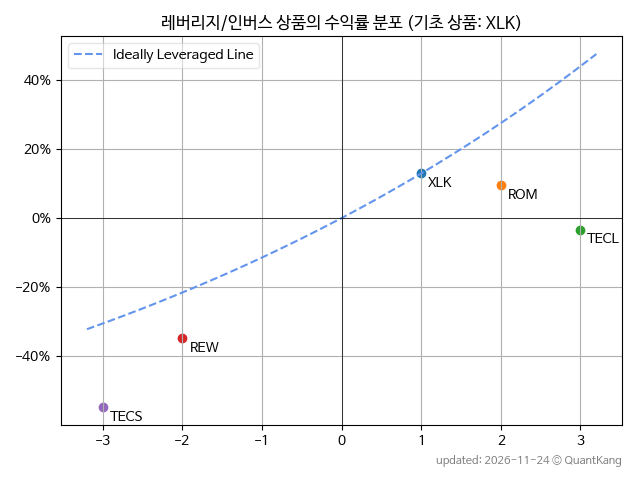 레버리지/인버스 상품의 수익률 분포 (기초 상품: XLK)
Ideally Leveraged Line
40%
20%
0%
−20%
−40%
XLK
ROM
TECL
REW
TECS
−3 −2 −1 0 1 2 3
updated: 2026-11-24 © QuantKang